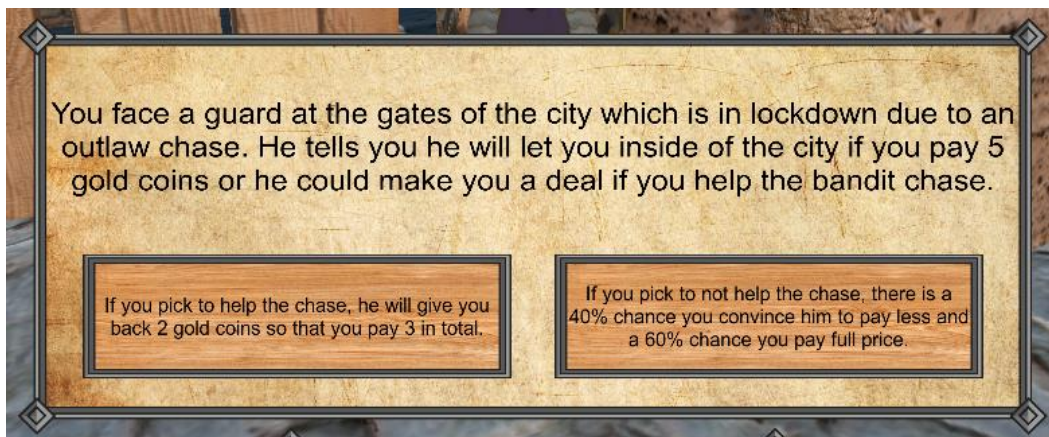 You face a guard at the gates of the city which is in lockdown due to an
outlaw chase. He tells you he will let you inside of the city if you pay 5
gold coins or he could make you a deal if you help the bandit chase.
If you pick to help the chase, he will give you
back 2 gold coins so that you pay 3 in total.
If you pick to not help the chase, there is a
40% chance you convince him to pay less and
a 60% chance you pay full price.